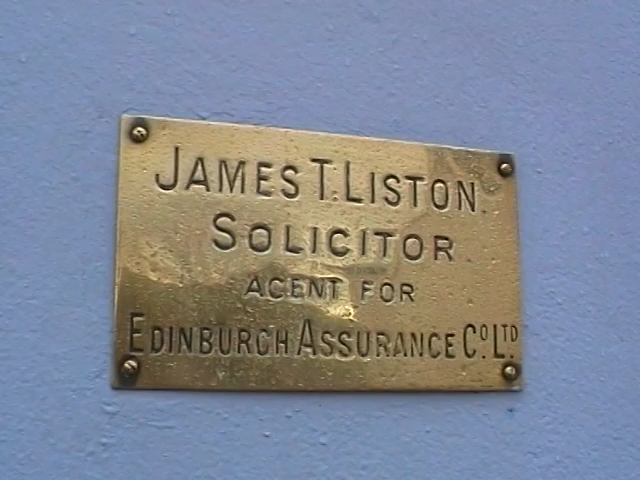 JAMES T. LISTON.
SOLICITOR
AGENT FOR
EDINBURGH ASSURANCE CO. LTD.